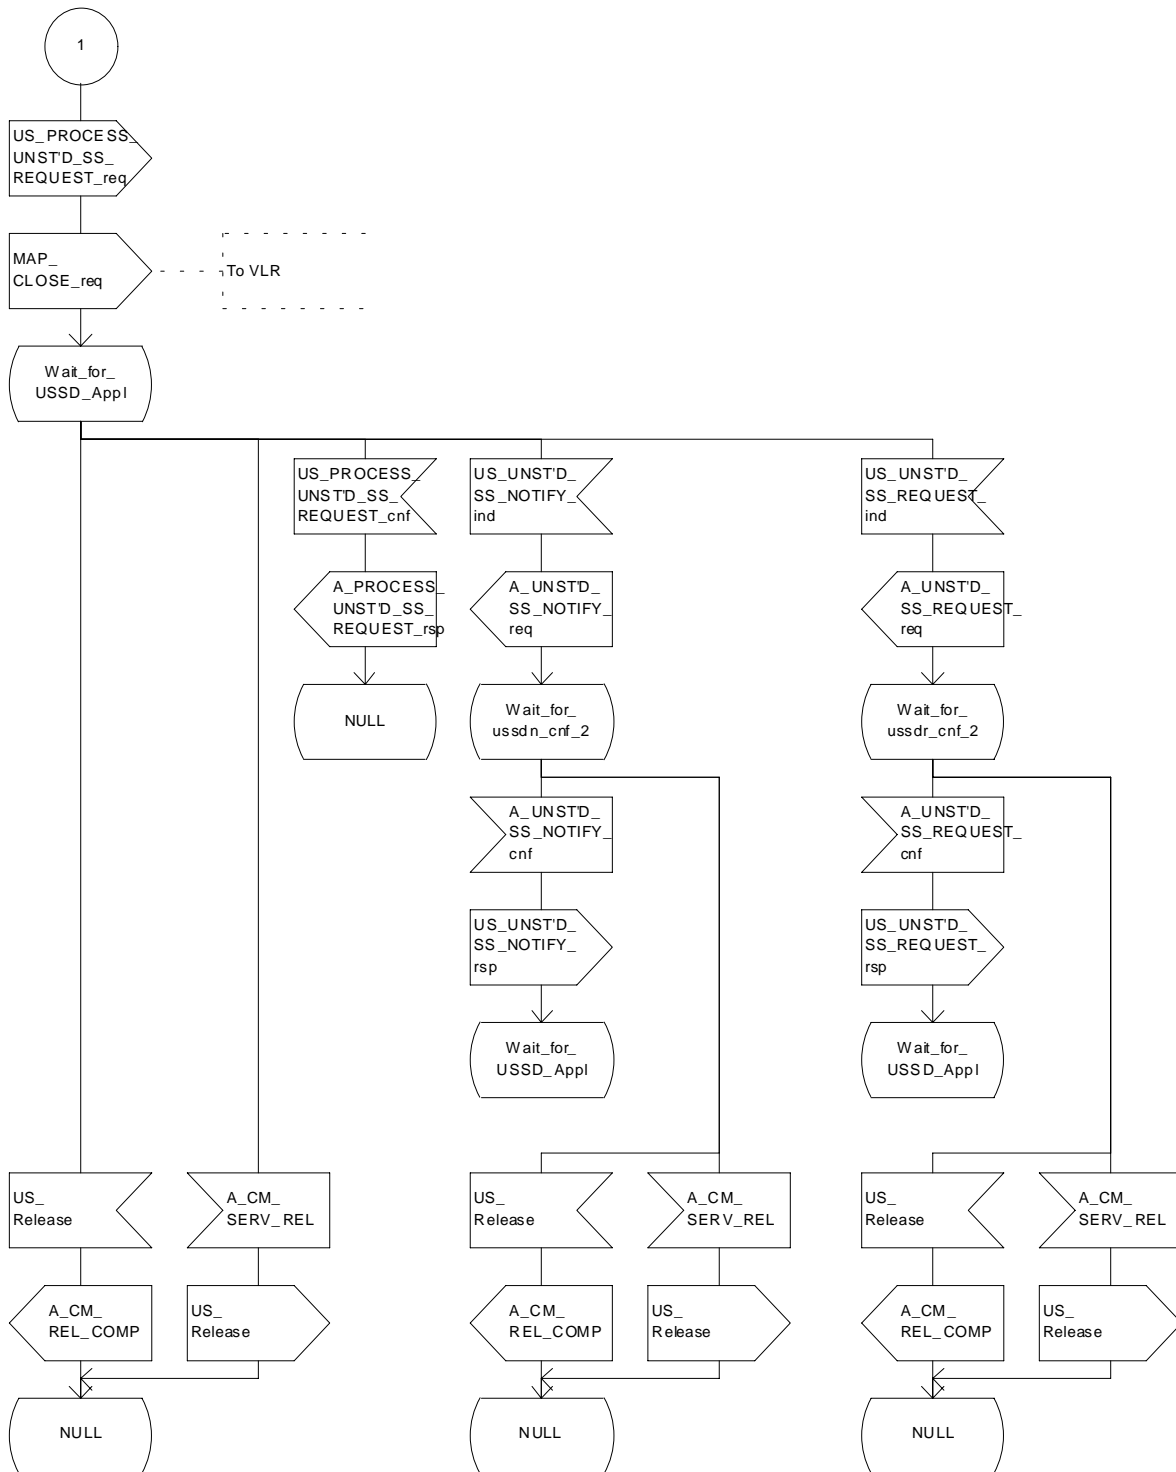 1
US_PROCESS_
UNST'D_SS_
REQUEST_req
MAP_
CLOSE_req
To VLR
Wait_for_
USSD_Appl
US_PROCESS_
UNST'D_SS_
REQUEST_cnf
US_UNST'D_
SS_NOTIFY_
ind
US_UNST'D_
SS_REQUEST_
ind
A_PROCESS_
UNST'D_SS_
REQUEST_rsp
A_UNST'D_
SS_NOTIFY_
req
A_UNST'D_
SS_REQUEST_
req
NULL
Wait_for_
ussdn_cnf_2
Wait_for_
ussdr_cnf_2
A_UNST'D_
SS_NOTIFY_
cnf
A_UNST'D_
SS_REQUEST_
cnf
US_UNST'D_
SS_NOTIFY_
rsp
US_UNST'D_
SS_REQUEST_
rsp
Wait_for_
USSD_Appl
Wait_for_
USSD_Appl
US_
Release
A_CM_
SERV_REL
US_
Release
A_CM_
SERV_REL
US_
Release
A_CM_
SERV_REL
A_CM_
REL_COMP
US_
Release
A_CM_
REL_COMP
US_
Release
A_CM_
REL_COMP
US_
Release
NULL
NULL
NULL